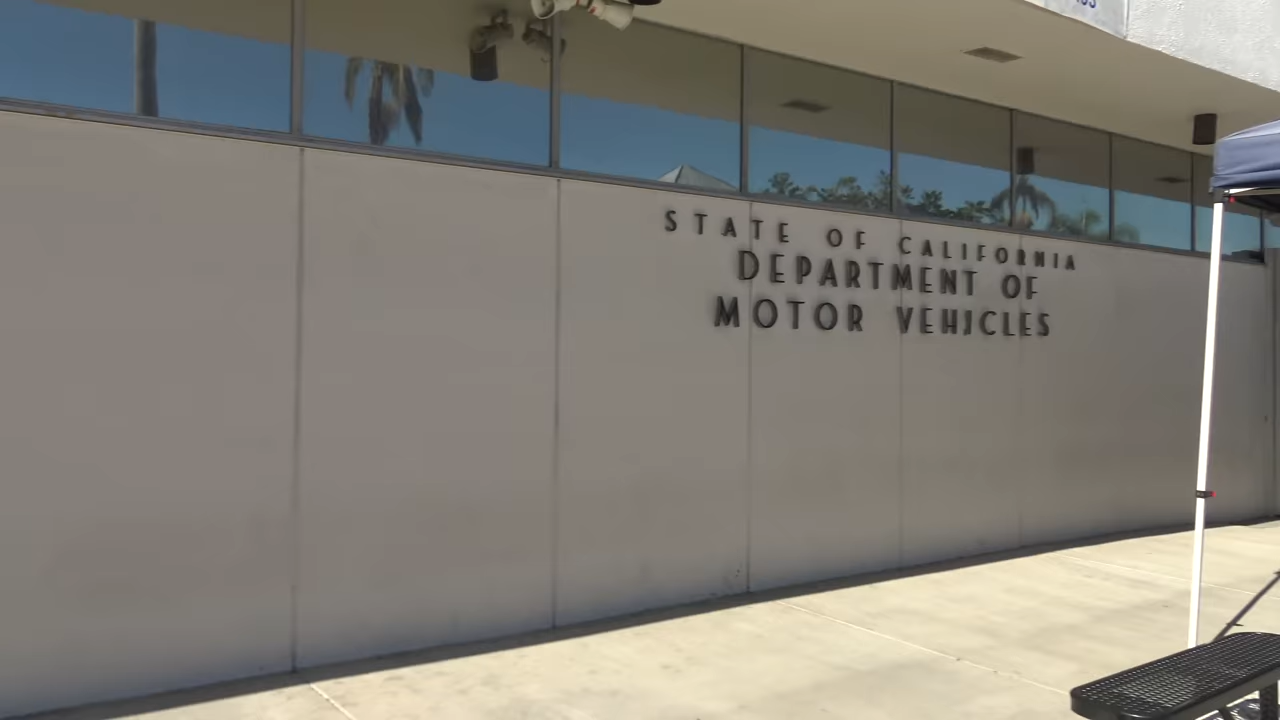 STATE OF CALIFORNIA
DEPARTMENT OF
MOTOR VEHICLES